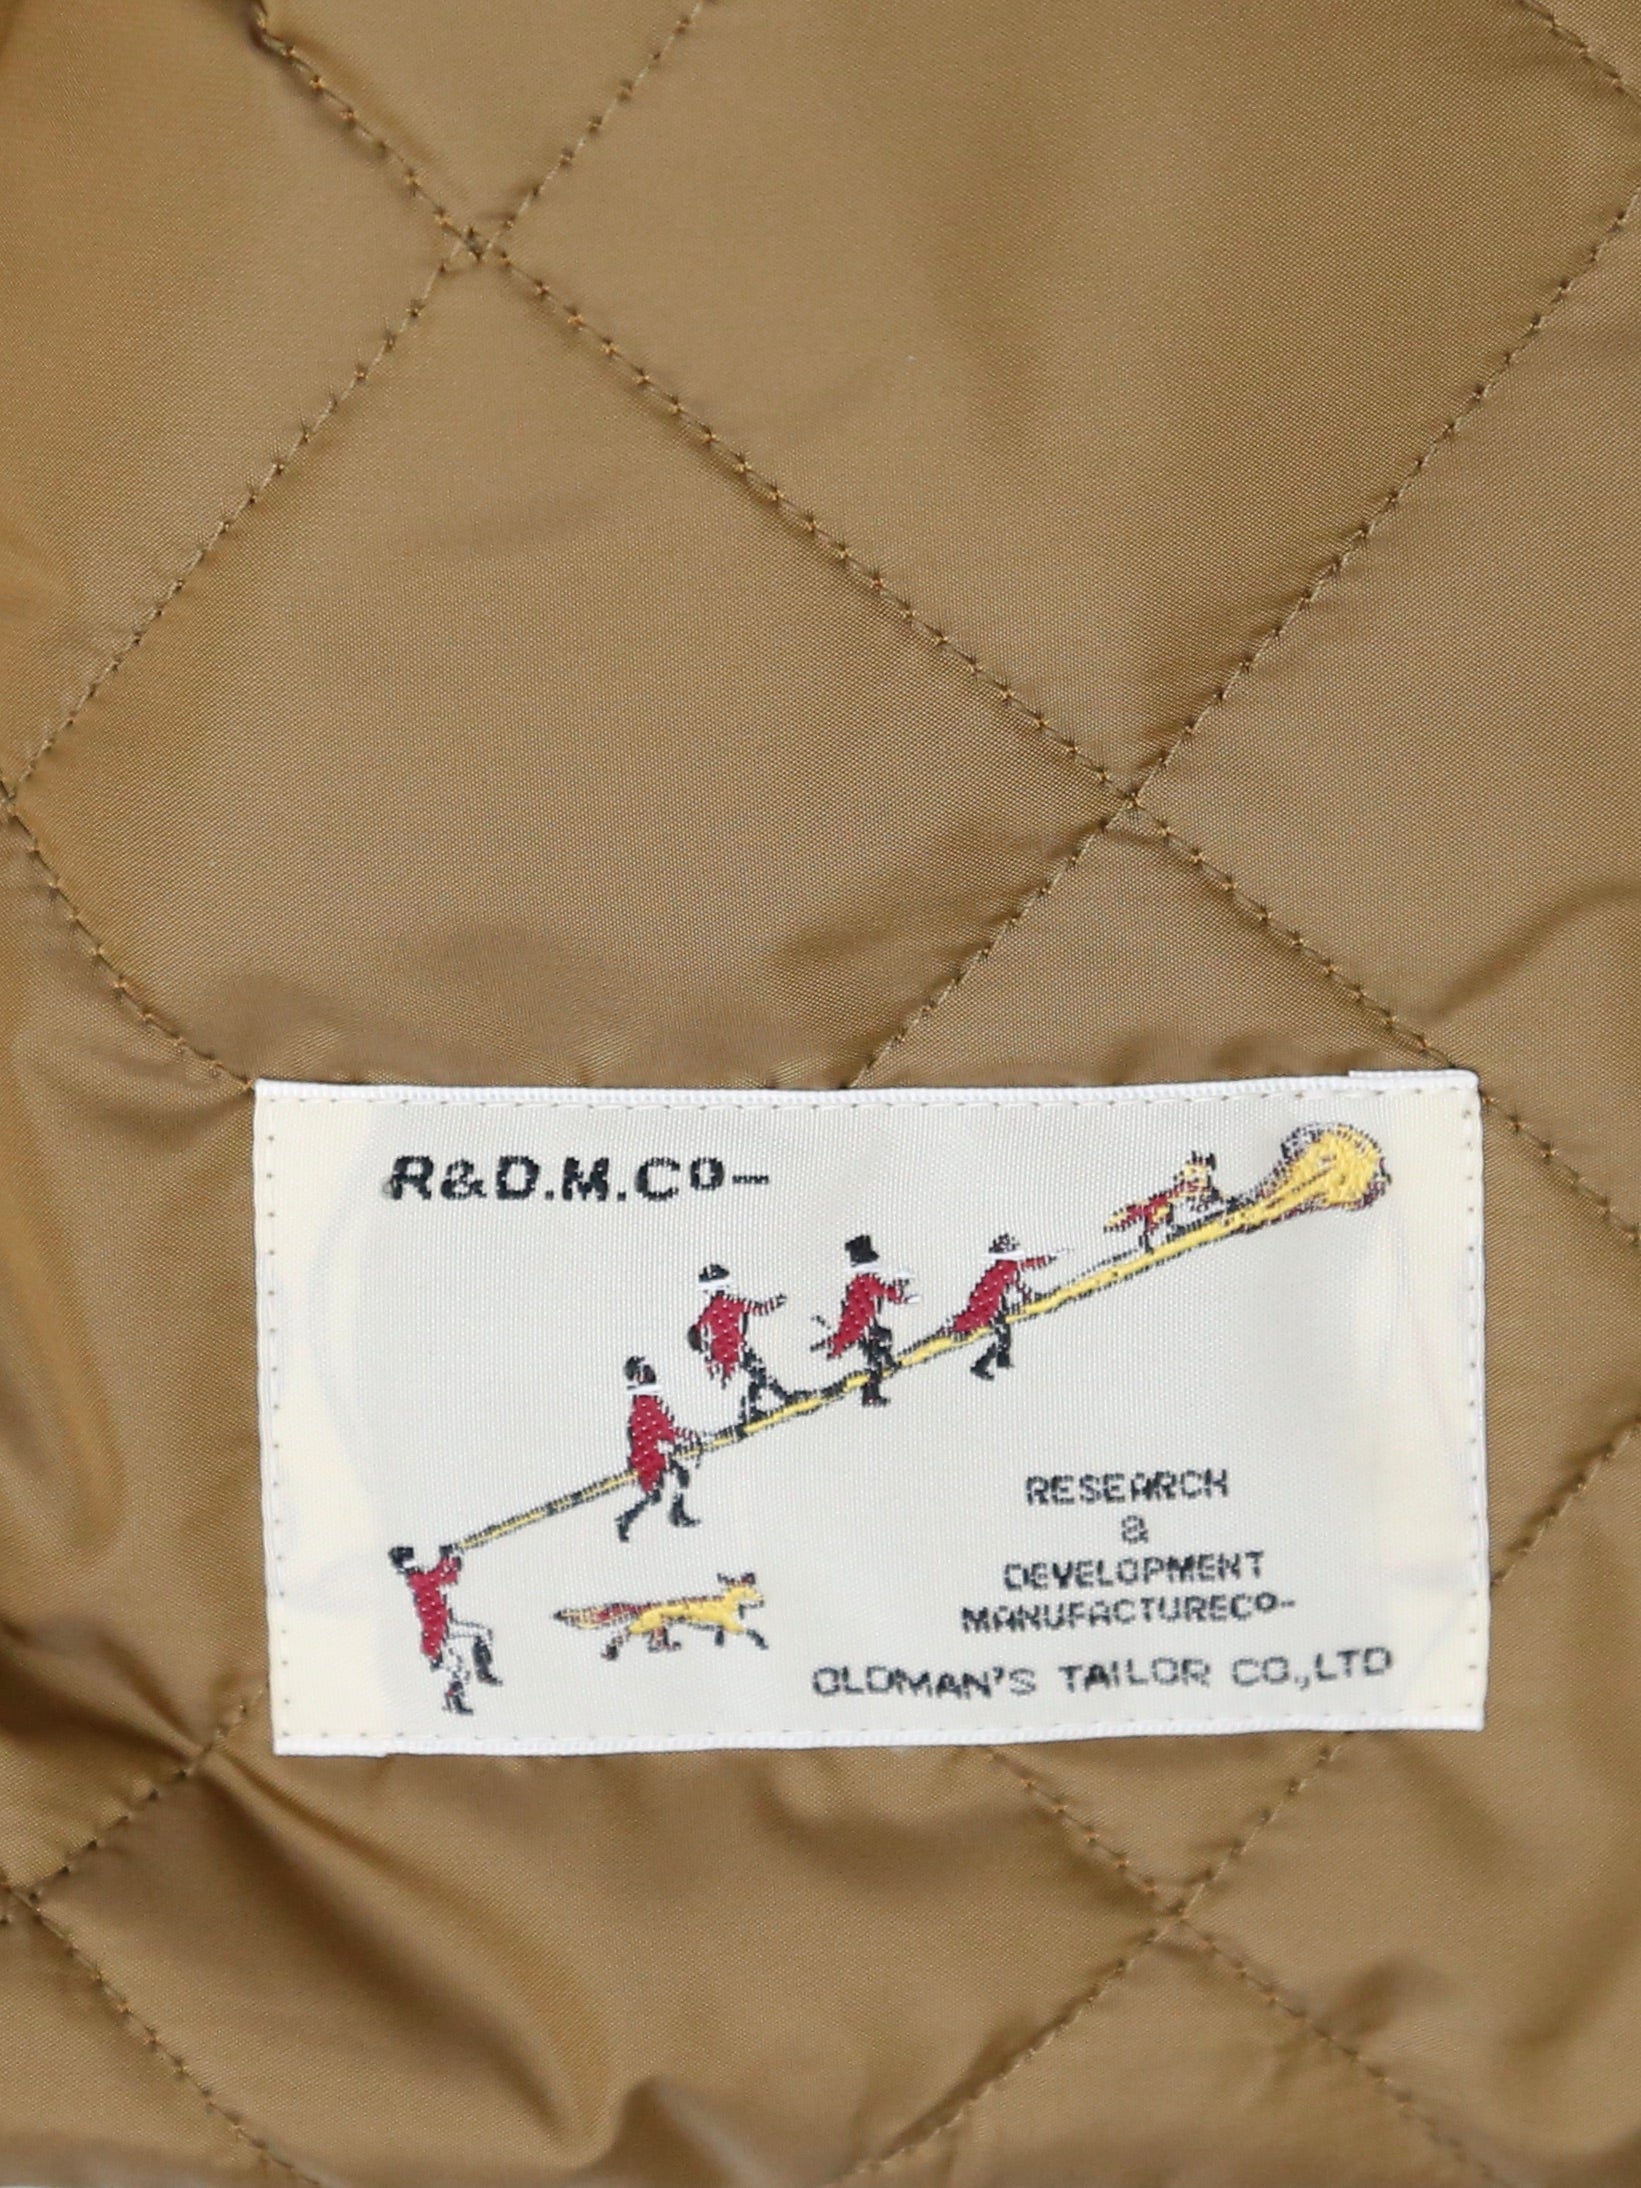 R&D.M.Co-
RESEARCH
&
DEVELOPMENT
MANUFACTURECO-
OLDMAN'S TAILOR CO.,LTD